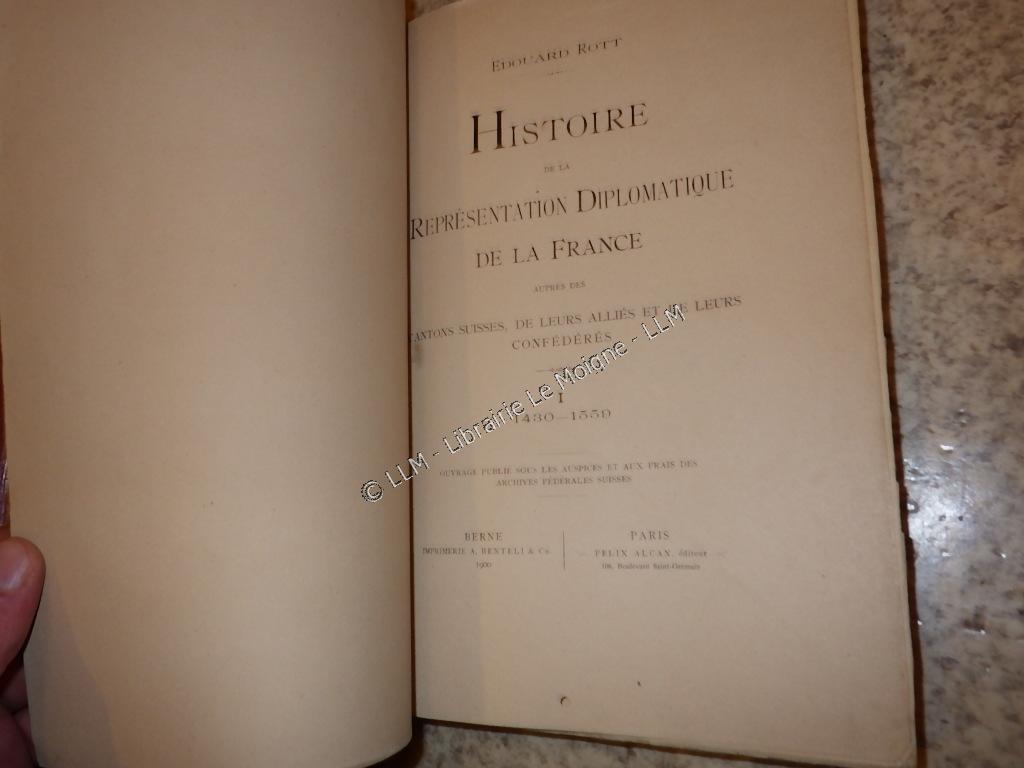 EDOUARD ROTT
HISTOIRE
DE LA
REPRÉSENTATION DIPLOMATIQUE
DE LA FRANCE
AUPRÈS DES
CANTONS SUISSES, DE LEURS ALLIÉS ET DE LEURS
CONFÉDÉRÉS
I
1430—1559
OUVRAGE PUBLIÉ SOUS LES AUSPICES ET AUX FRAIS DES
ARCHIVES FÉDÉRALES SUISSES
BERNE
IMPRIMERIE A. BENTELI & Co.
1900
PARIS
FELIX ALCAN, éditeur
108, Boulevard Saint-Germain
© LLM - Librairie Le Moigne - LLM